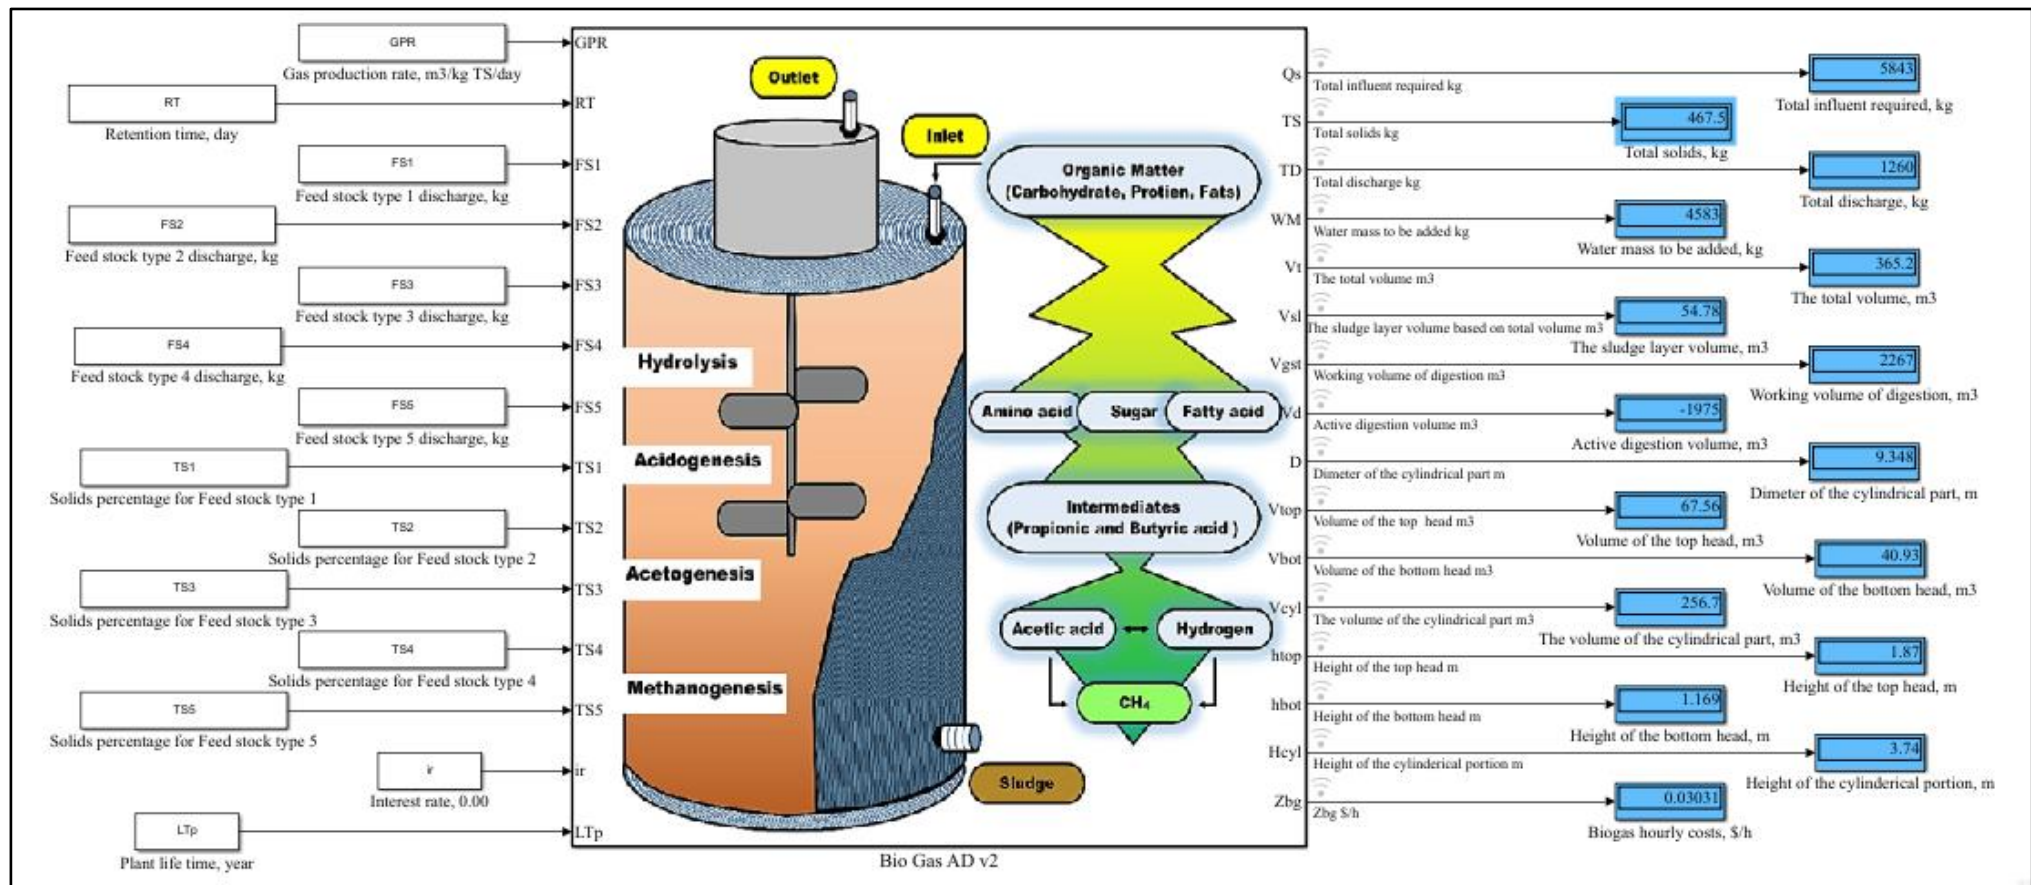 GPR
Gas production rate, m3/kg TS/day
RT
Retention time, day
FS1
Feed stock type 1 discharge, kg
FS2
Feed stock type 2 discharge, kg
FS3
Feed stock type 3 discharge, kg
FS4
Feed stock type 4 discharge, kg
FS5
Feed stock type 5 discharge, kg
TS1
Solids percentage for Feed stock type 1
TS2
Solids percentage for Feed stock type 2
TS3
Solids percentage for Feed stock type 3
TS4
Solids percentage for Feed stock type 4
TS5
Solids percentage for Feed stock type 5
ir
Interest rate, 0.00
LTp
Plant life time, year
GPR
RT
FS1
FS2
FS3
FS4
FS5
TS1
TS2
TS3
TS4
TS5
ir
LTp
Outlet
Inlet
Hydrolysis
Acidogenesis
Acetogenesis
Methanogenesis
Sludge
Organic Matter
(Carbohydrate, Protien, Fats)
Amino acid
Sugar
Fatty acid
Intermediates
(Propionic and Butyric acid )
Acetic acid
Hydrogen
CH₄
Bio Gas AD v2
Qs
Total influent required kg
5843
Total influent required, kg
TS
Total solids kg
467.5
Total solids, kg
TD
Total discharge kg
1260
Total discharge, kg
WM
Water mass to be added kg
4583
Water mass to be added, kg
Vt
The total volume m3
365.2
The total volume, m3
Vsl
The sludge layer volume based on total volume m3
54.78
The sludge layer volume, m3
Vgst
Working volume of digestion m3
2267
Working volume of digestion, m3
Vd
Active digestion volume m3
-1975
Active digestion volume, m3
D
Dimeter of the cylindrical part m
9.348
Dimeter of the cylindrical part, m
Vtop
Volume of the top head m3
67.56
Volume of the top head, m3
Vbot
Volume of the bottom head m3
40.93
Volume of the bottom head, m3
Vcyl
The volume of the cylindrical part m3
256.7
The volume of the cylindrical part, m3
htop
Height of the top head m
1.87
Height of the top head, m
hbot
Height of the bottom head m
1.169
Height of the bottom head, m
Hcyl
Height of the cylinderical portion m
3.74
Height of the cylinderical portion, m
Zbg
Zbg $/h
0.03031
Biogas hourly costs, $/h